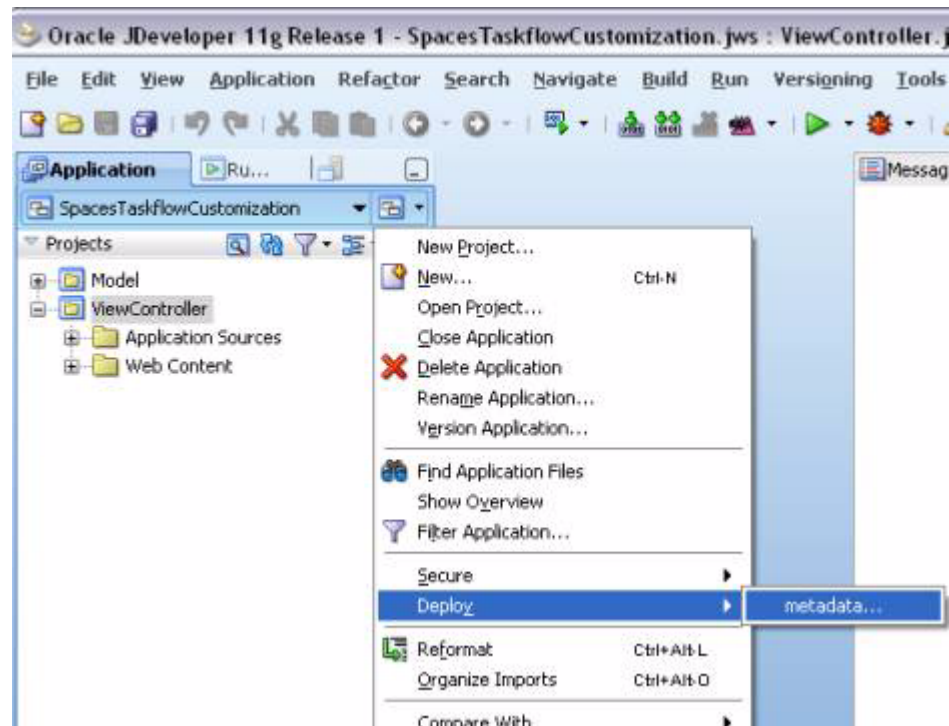 Oracle JDeveloper 11g Release 1 - SpacesTaskflowCustomization.jws : ViewController.j
File Edit View Application Refactor Search Navigate Build Run Versioning Tools
Application Ru... Messag
SpacesTaskflowCustomization
Projects
Model
ViewController
Application Sources
Web Content
New Project...
New... Ctrl-N
Open Project...
Close Application
Delete Application
Rename Application...
Version Application...
Find Application Files
Show Overview
Filter Application...
Secure
Deploy metadata...
Reformat Ctrl+Alt-L
Organize Imports Ctrl+Alt-O
Compare With